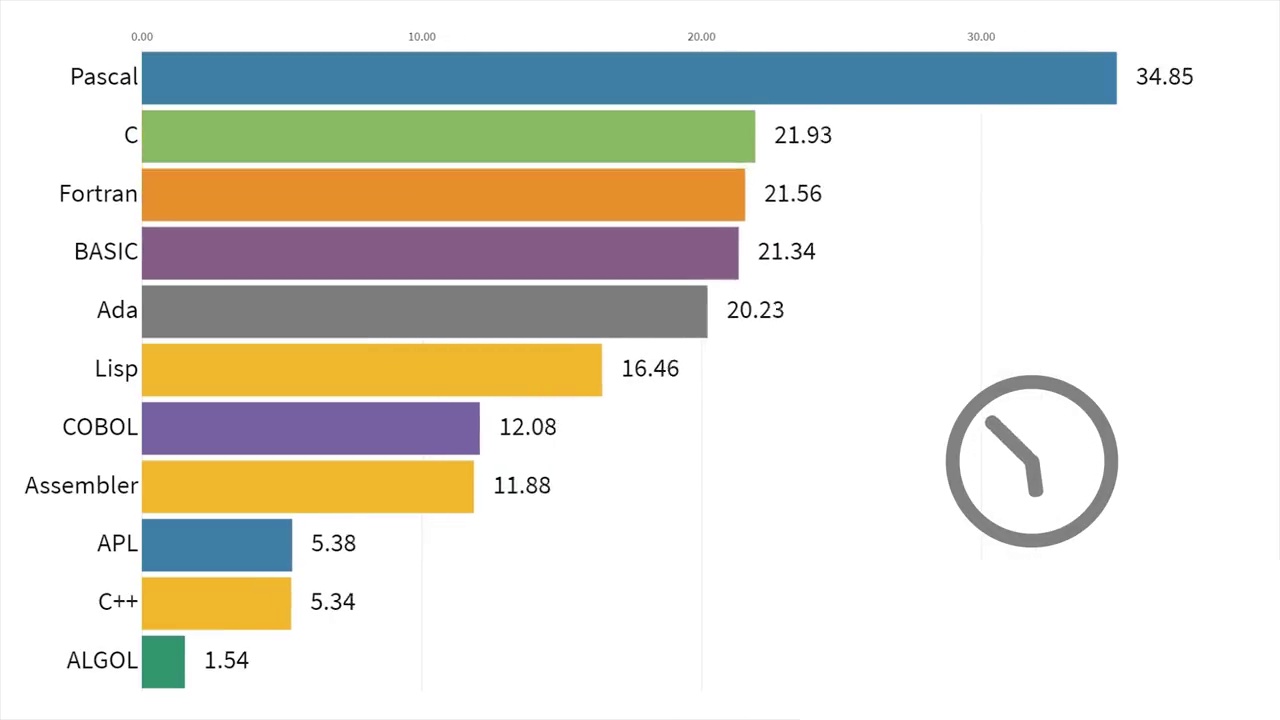 0.00 10.00 20.00 30.00
Pascal 34.85
C 21.93
Fortran 21.56
BASIC 21.34
Ada 20.23
Lisp 16.46
COBOL 12.08
Assembler 11.88
APL 5.38
C++ 5.34
ALGOL 1.54